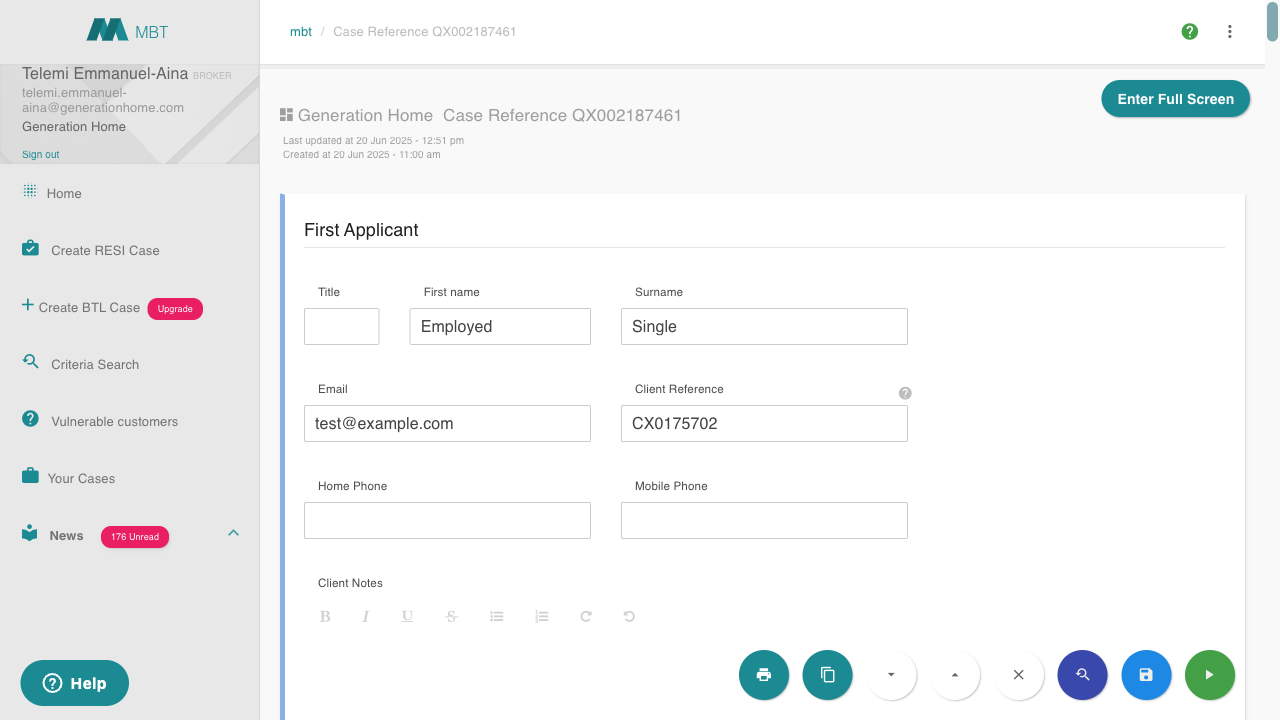 MBT
mbt / Case Reference QX002187461
Telemi Emmanuel-Aina BROKER
telemi.emmanuel-
aina@generationhome.com
Generation Home
Sign out
Home
Create RESI Case
Create BTL Case Upgrade
Criteria Search
Vulnerable customers
Your Cases
News 176 Unread
Help
Enter Full Screen
Generation Home Case Reference QX002187461
Last updated at 20 Jun 2025 - 12:51 pm
Created at 20 Jun 2025 - 11:00 am
First Applicant
Title First name Surname
Employed Single
Email Client Reference
test@example.com CX0175702
Home Phone Mobile Phone
Client Notes
B I U S